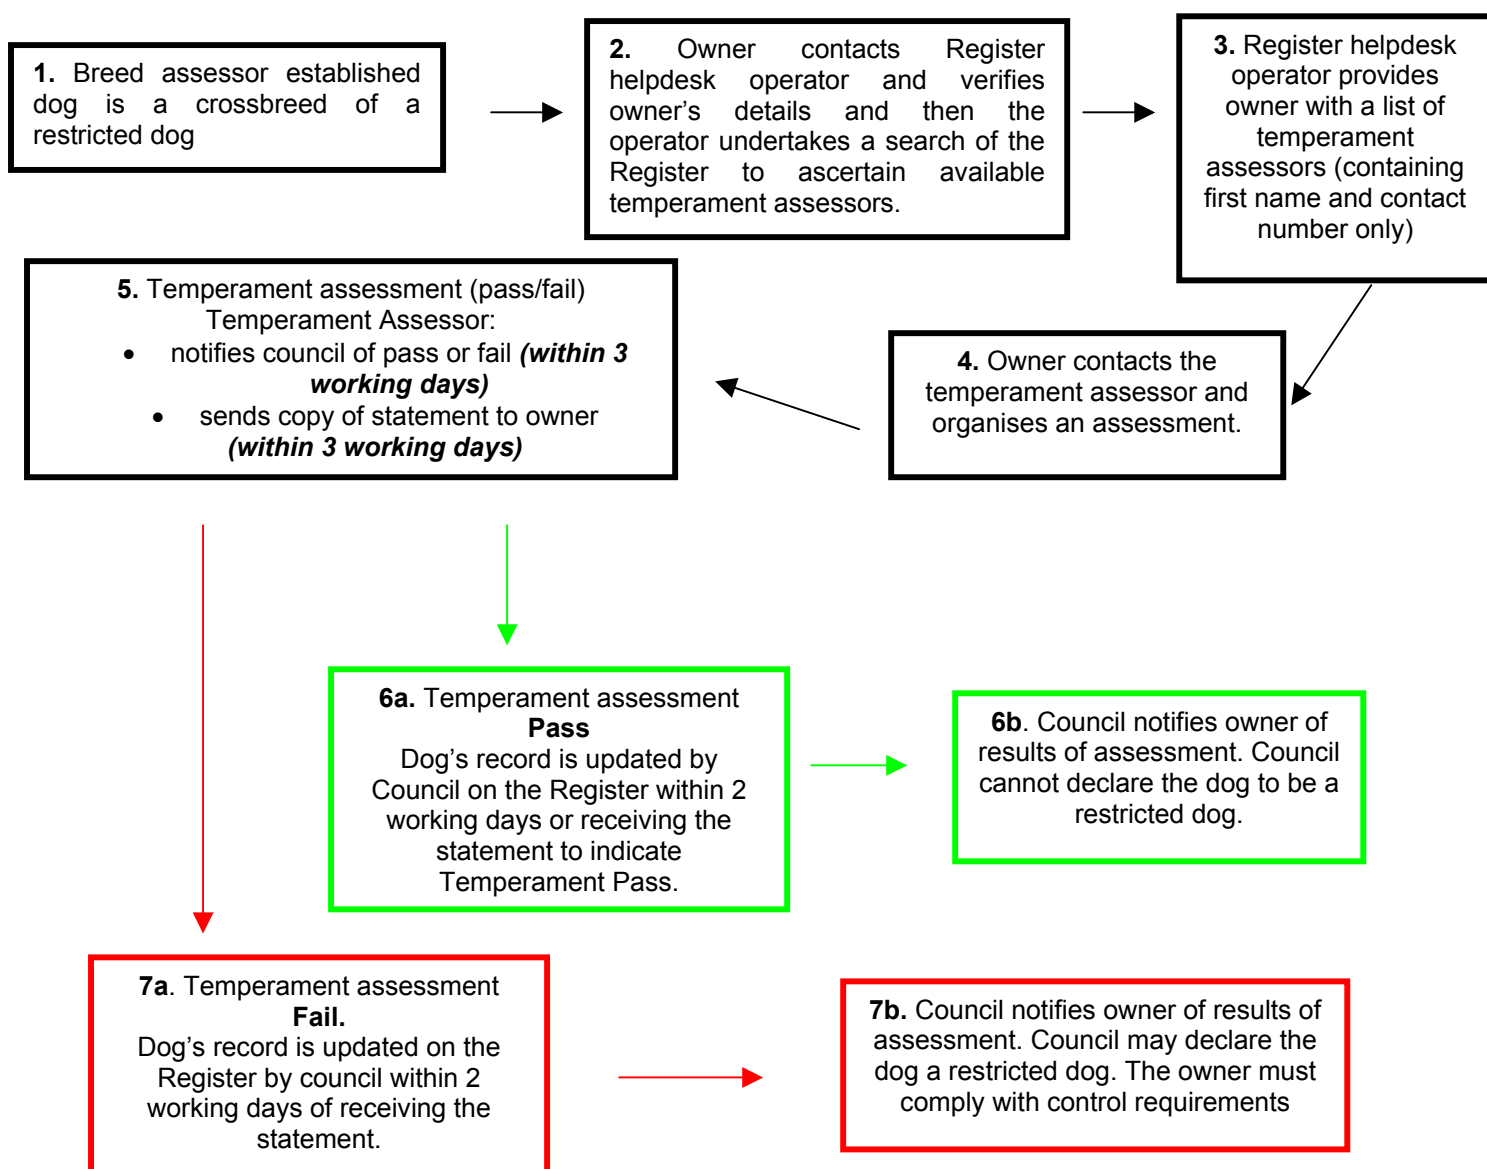 1. Breed assessor established
dog is a crossbreed of a
restricted dog
2. Owner contacts Register
helpdesk operator and verifies
owner's details and then the
operator undertakes a search of the
Register to ascertain available
temperament assessors.
3. Register helpdesk
operator provides
owner with a list of
temperament
assessors (containing
first name and contact
number only)
4. Owner contacts the
temperament assessor and
organises an assessment.
5. Temperament assessment (pass/fail)
Temperament Assessor:
• notifies council of pass or fail (within 3
working days)
• sends copy of statement to owner
(within 3 working days)
6a. Temperament assessment
Pass
Dog's record is updated by
Council on the Register within 2
working days or receiving the
statement to indicate
Temperament Pass.
6b. Council notifies owner of
results of assessment. Council
cannot declare the dog to be a
restricted dog.
7a. Temperament assessment
Fail.
Dog's record is updated on the
Register by council within 2
working days of receiving the
statement.
7b. Council notifies owner of results of
assessment. Council may declare the
dog a restricted dog. The owner must
comply with control requirements